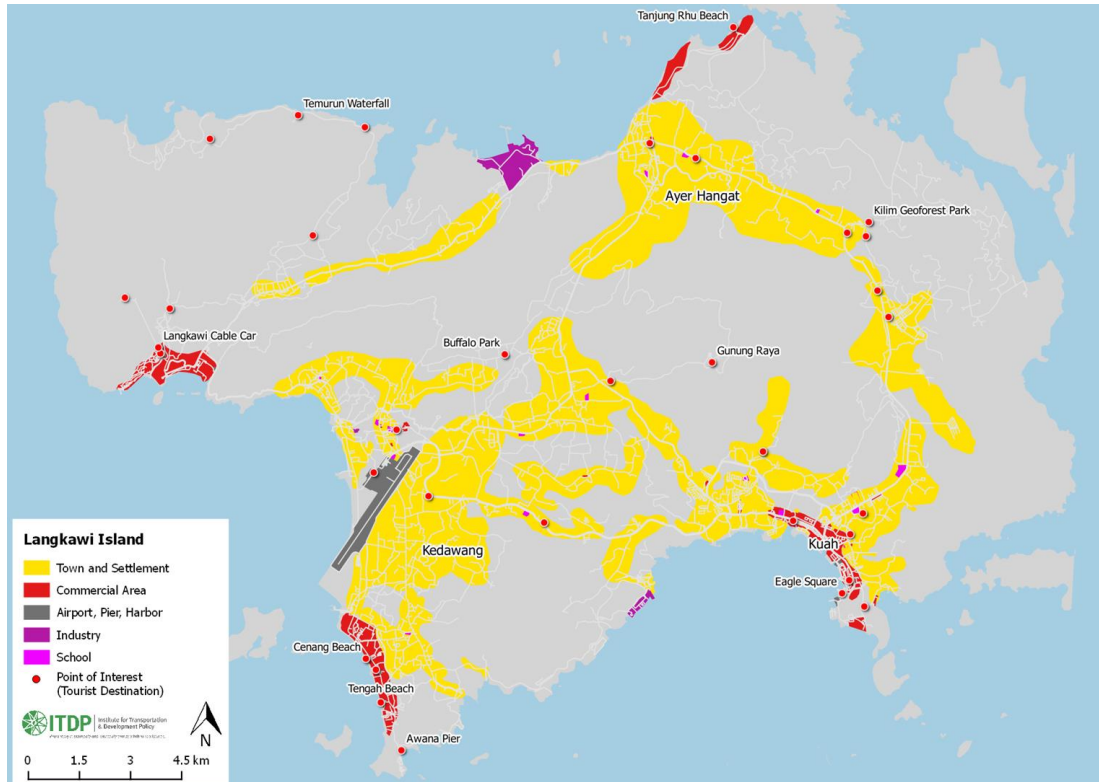 Tanjung Rhu Beach
Temurun Waterfall
Ayer Hangat
Kilim Geoforest Park
Langkawi Cable Car
Buffalo Park
Gunung Raya
Kedawang
Kuah
Eagle Square
Cenang Beach
Tengah Beach
Awana Pier
Langkawi Island
Town and Settlement
Commercial Area
Airport, Pier, Harbor
Industry
School
Point of Interest
(Tourist Destination)
ITDP
Institute for Transportation
& Development Policy
N
0 1.5 3 4.5 km